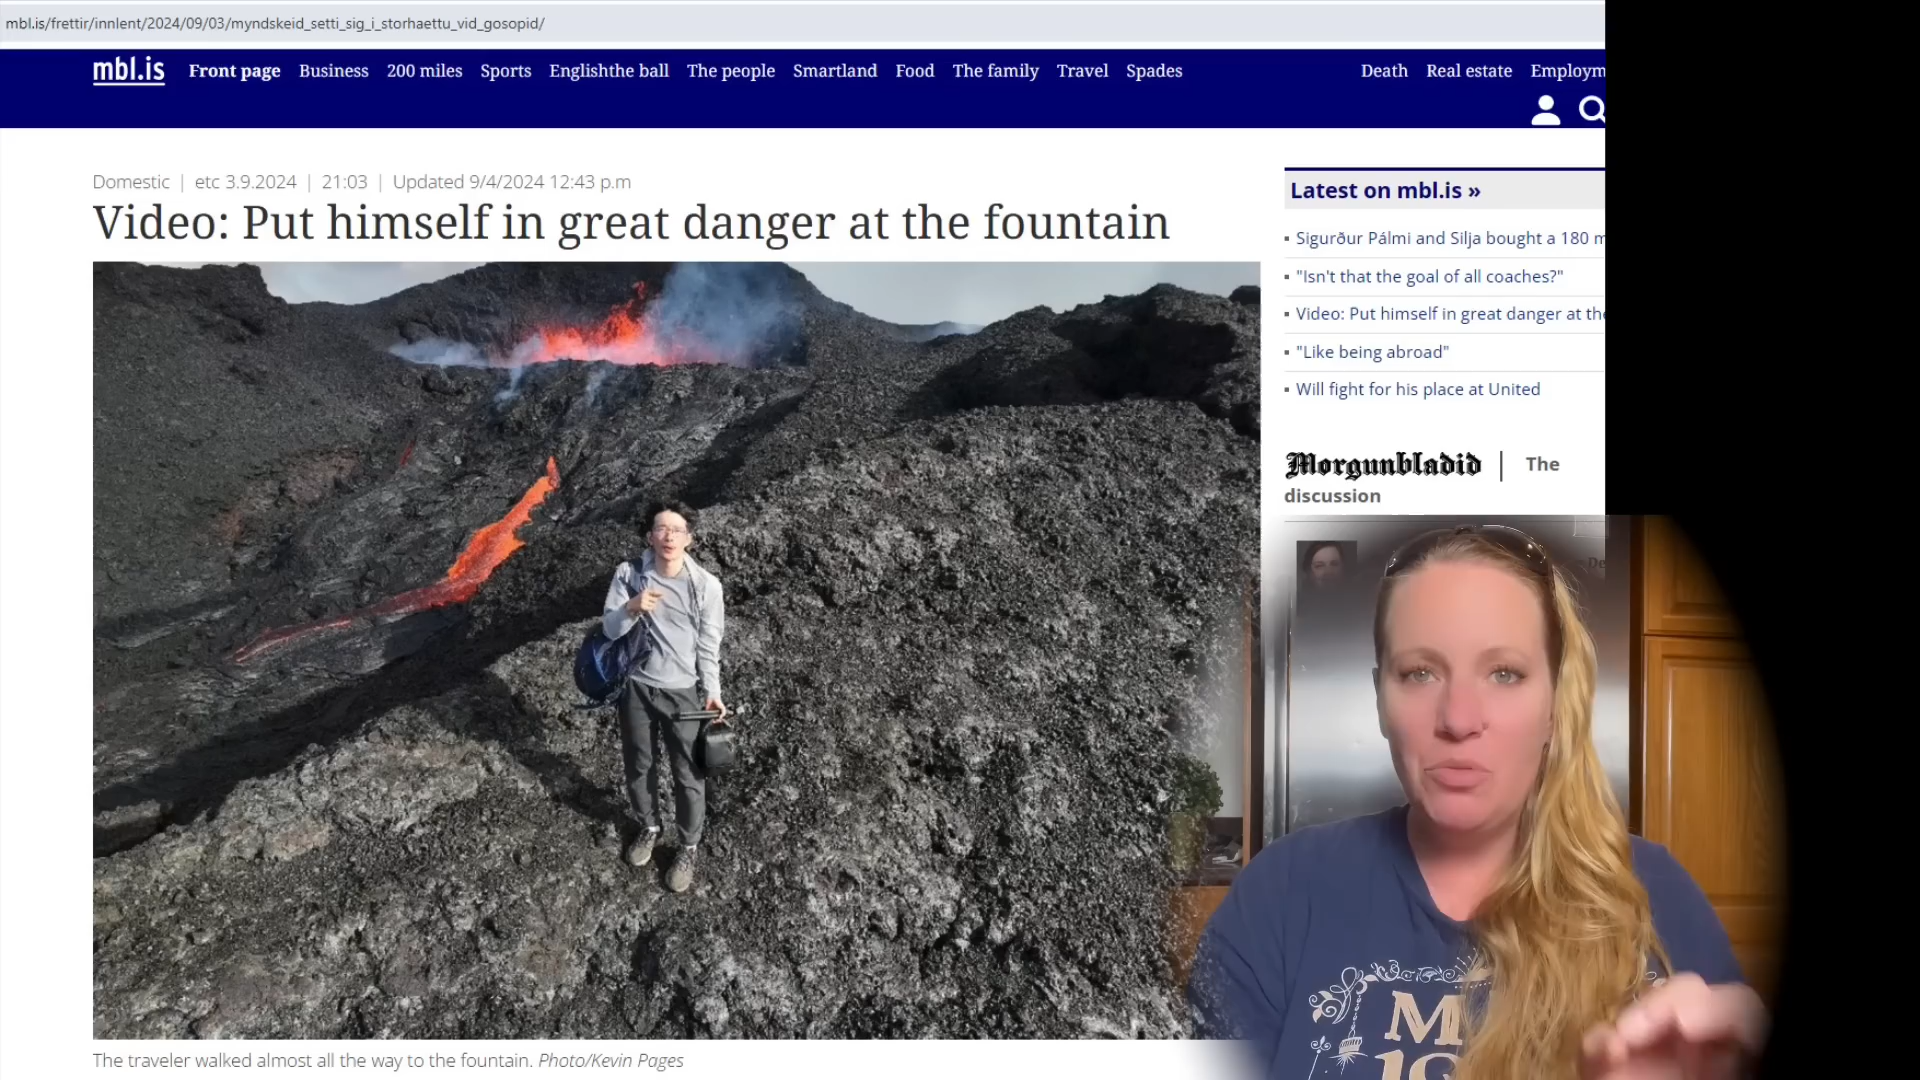 mbl.is/frettir/innlent/2024/09/03/myndskeid_setti_sig_i_storhaettu_vid_gosopid/
mbl.is Front page Business 200 miles Sports Englishthe ball The people Smartland Food The family Travel Spades Death Real estate Employm
Domestic | etc 3.9.2024 | 21:03 | Updated 9/4/2024 12:43 p.m
Video: Put himself in great danger at the fountain
Latest on mbl.is »
Sigurður Pálmi and Silja bought a 180 m
"Isn't that the goal of all coaches?"
Video: Put himself in great danger at the
"Like being abroad"
Will fight for his place at United
Morgunbladid | The
discussion
De
M
The traveler walked almost all the way to the fountain. Photo/Kevin Pages